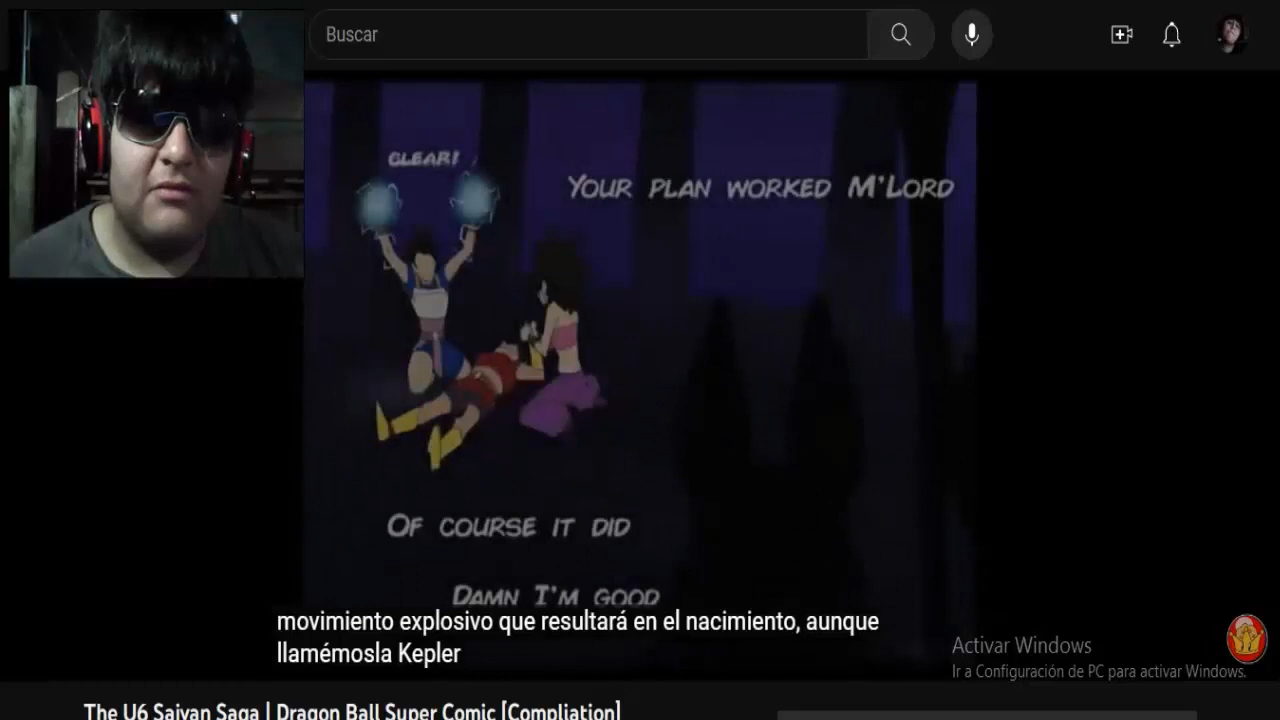 Buscar
CLEAR!
YOUR PLAN WORKED M'LORD
OF COURSE IT DID
DAMN I'M GOOD
movimiento explosivo que resultará en el nacimiento, aunque
llamémosla Kepler
Activar Windows
Ir a Configuración de PC para activar Windows.
The U6 Saiyan Saga | Dragon Ball Super Comic [Compliation]